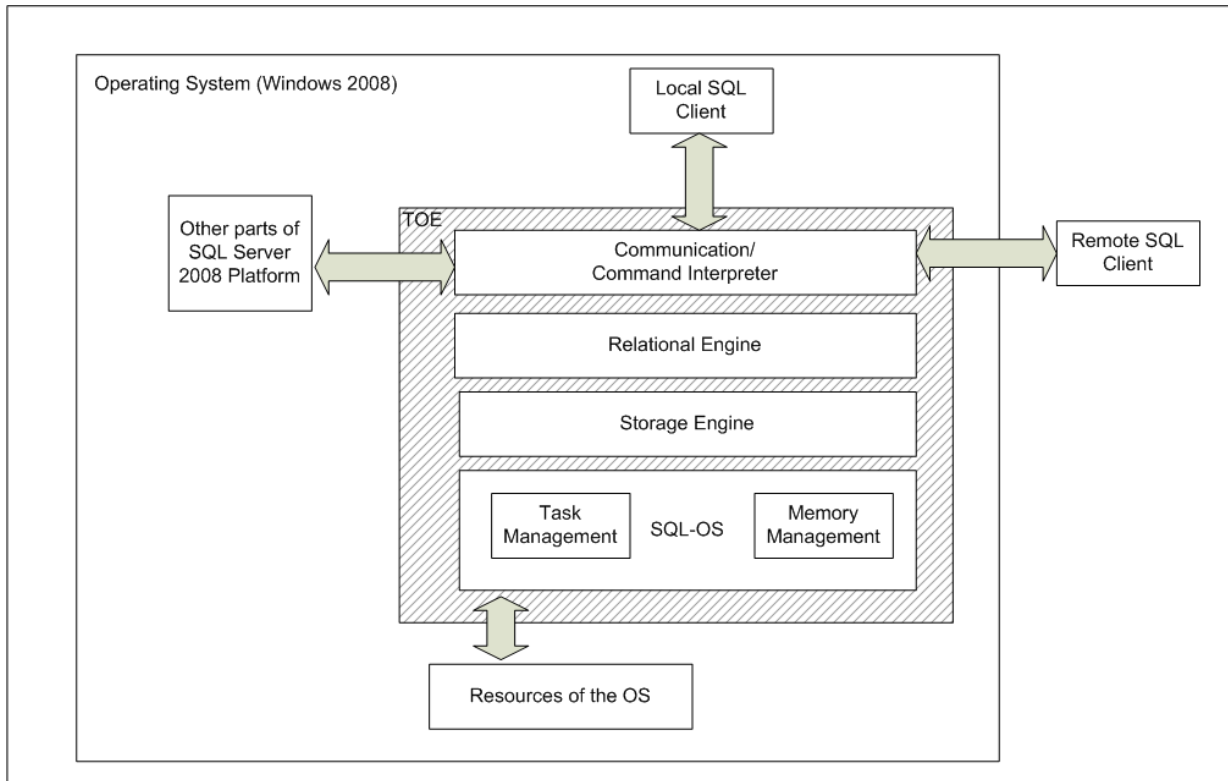 Operating System (Windows 2008)
Local SQL
Client
Other parts of
SQL Server
2008 Platform
TOE
Communication/
Command Interpreter
Remote SQL
Client
Relational Engine
Storage Engine
Task
Management
SQL-OS
Memory
Management
Resources of the OS